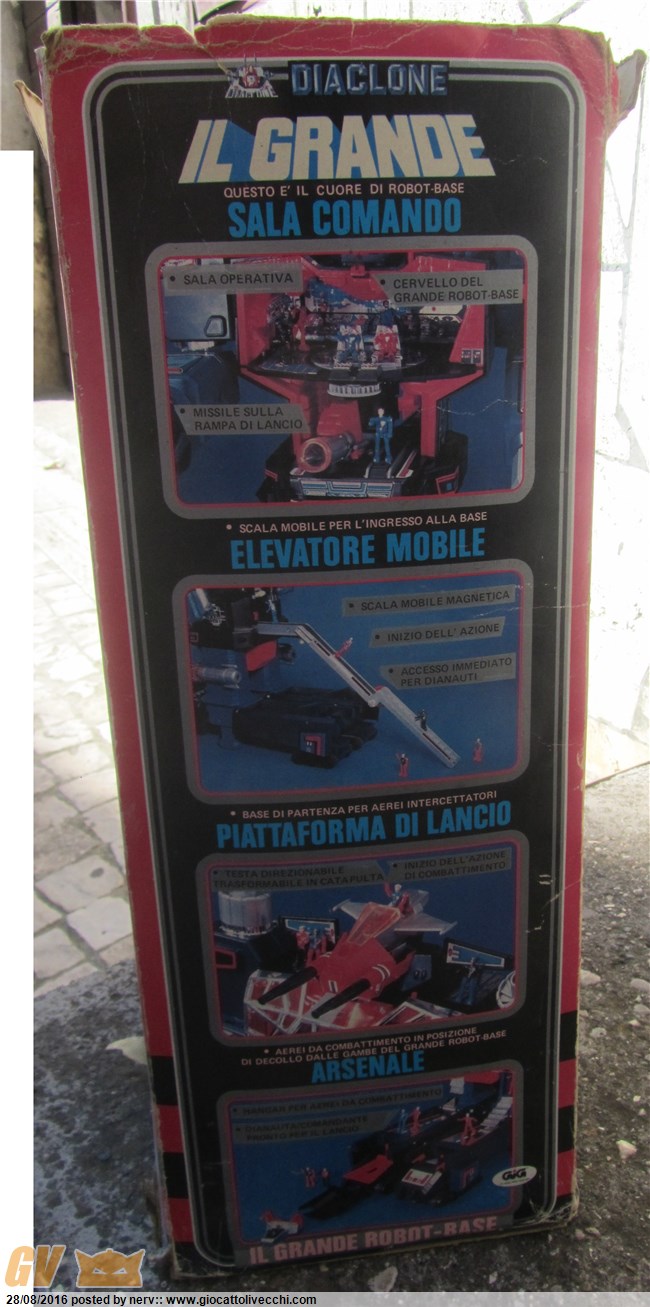 DIACLONE
DIACLONE
IL GRANDE
QUESTO E' IL CUORE DI ROBOT-BASE
SALA COMANDO
• SALA OPERATIVA
• CERVELLO DEL
GRANDE ROBOT-BASE
• MISSILE SULLA
RAMPA DI LANCIO
• SCALA MOBILE PER L'INGRESSO ALLA BASE
ELEVATORE MOBILE
• SCALA MOBILE MAGNETICA
• INIZIO DELL' AZIONE
• ACCESSO IMMEDIATO
PER DIANAUTI
• BASE DI PARTENZA PER AEREI INTERCETTATORI
PIATTAFORMA DI LANCIO
• TESTA DIREZIONABILE
TRASFORMABILE IN CATAPULTA
• INIZIO DELL'AZIONE
DI COMBATTIMENTO
• AEREI DA COMBATTIMENTO IN POSIZIONE
DI DECOLLO DALLE GAMBE DEL GRANDE ROBOT-BASE
ARSENALE
• HANGAR PER AEREI DA COMBATTIMENTO
PRONTO PER IL LANCIO
GiG
IL GRANDE ROBOT-BASE
GV
28/08/2016 posted by nerv:: www.giocattolivecchi.com